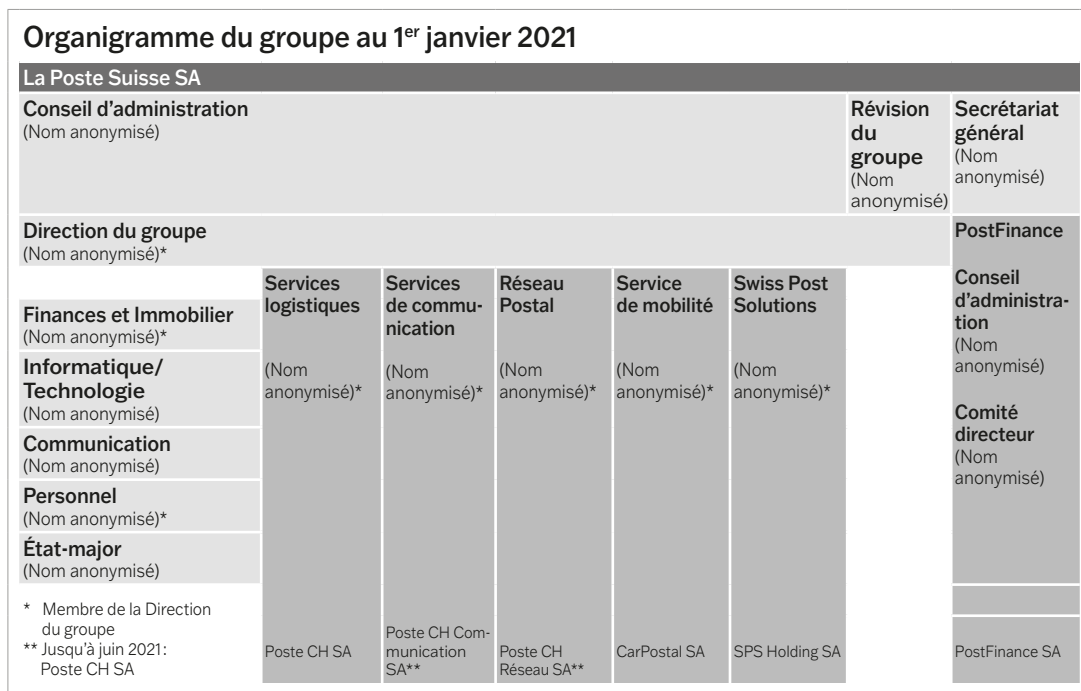 Organigramme du groupe au 1er janvier 2021
La Poste Suisse SA
Conseil d'administration
(Nom anonymisé)
Révision
du
groupe
(Nom
anonymisé)
Secrétariat
général
(Nom
anonymisé)
Direction du groupe
(Nom anonymisé)*
PostFinance
Conseil
d'administra-
tion
(Nom
anonymisé)
Comité
directeur
(Nom
anonymisé)
Finances et Immobilier
(Nom anonymisé)*
Informatique/
Technologie
(Nom anonymisé)
Communication
(Nom anonymisé)
Personnel
(Nom anonymisé)*
État-major
(Nom anonymisé)
Services
logistiques
(Nom
anonymisé)*
Services
de commu-
nication
(Nom
anonymisé)*
Réseau
Postal
(Nom
anonymisé)*
Service
de mobilité
(Nom
anonymisé)*
Swiss Post
Solutions
(Nom
anonymisé)*
* Membre de la Direction
du groupe
** Jusqu'à juin 2021:
Poste CH SA
Poste CH SA
Poste CH Com-
munication
SA**
Poste CH
Réseau SA**
CarPostal SA
SPS Holding SA
PostFinance SA